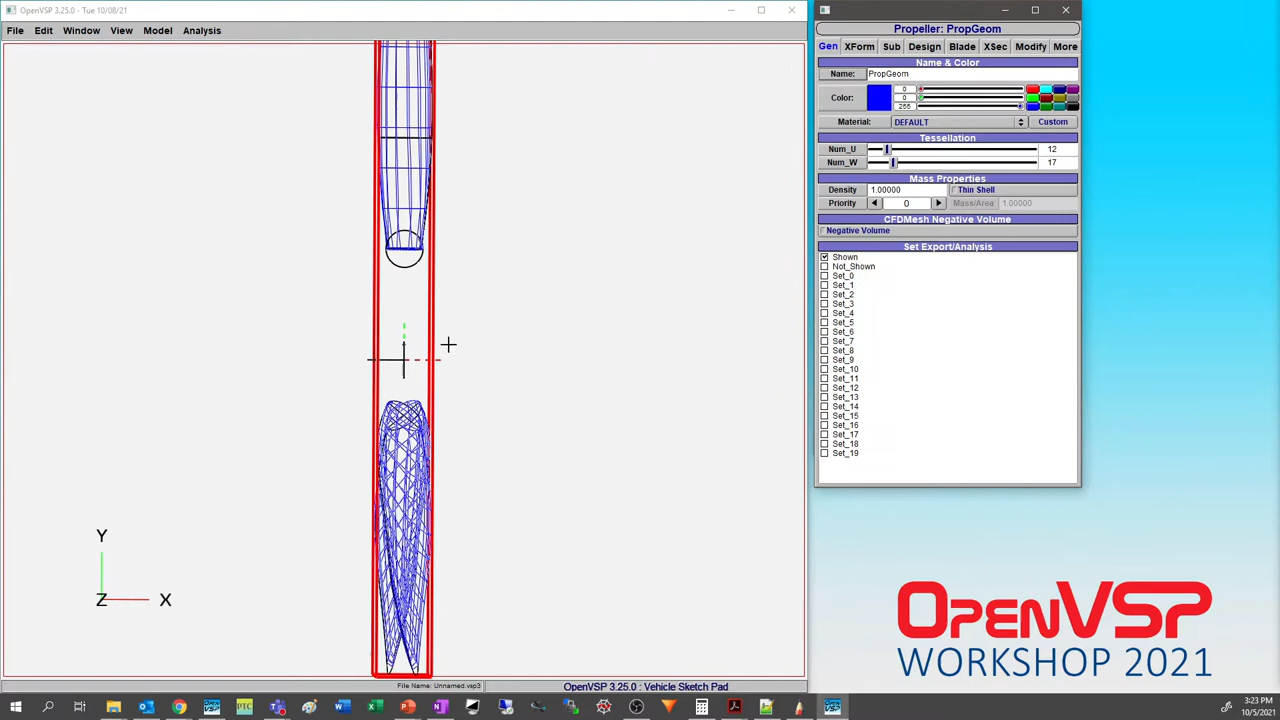 OpenVSP 3.25.0 - Tue 10/08/21
File Edit Window View Model Analysis
Y
Z X
File Name: Unnamed.vsp3
OpenVSP 3.25.0 : Vehicle Sketch Pad
Propeller: PropGeom
Gen XForm Sub Design Blade XSec Modify More
Name & Color
Name: PropGeom
Color: 0
0
255
Material: DEFAULT Custom
Tessellation
Num_U 12
Num_W 17
Mass Properties
Density 1.00000 Thin Shell
Priority 0 Mass/Area 1.00000
CFDMesh Negative Volume
Negative Volume
Set Export/Analysis
Shown
Not_Shown
Set_0
Set_1
Set_2
Set_3
Set_4
Set_5
Set_6
Set_7
Set_8
Set_9
Set_10
Set_11
Set_12
Set_13
Set_14
Set_15
Set_16
Set_17
Set_18
Set_19
OpenVSP
WORKSHOP 2021
PTC
3:23 PM
10/5/2021